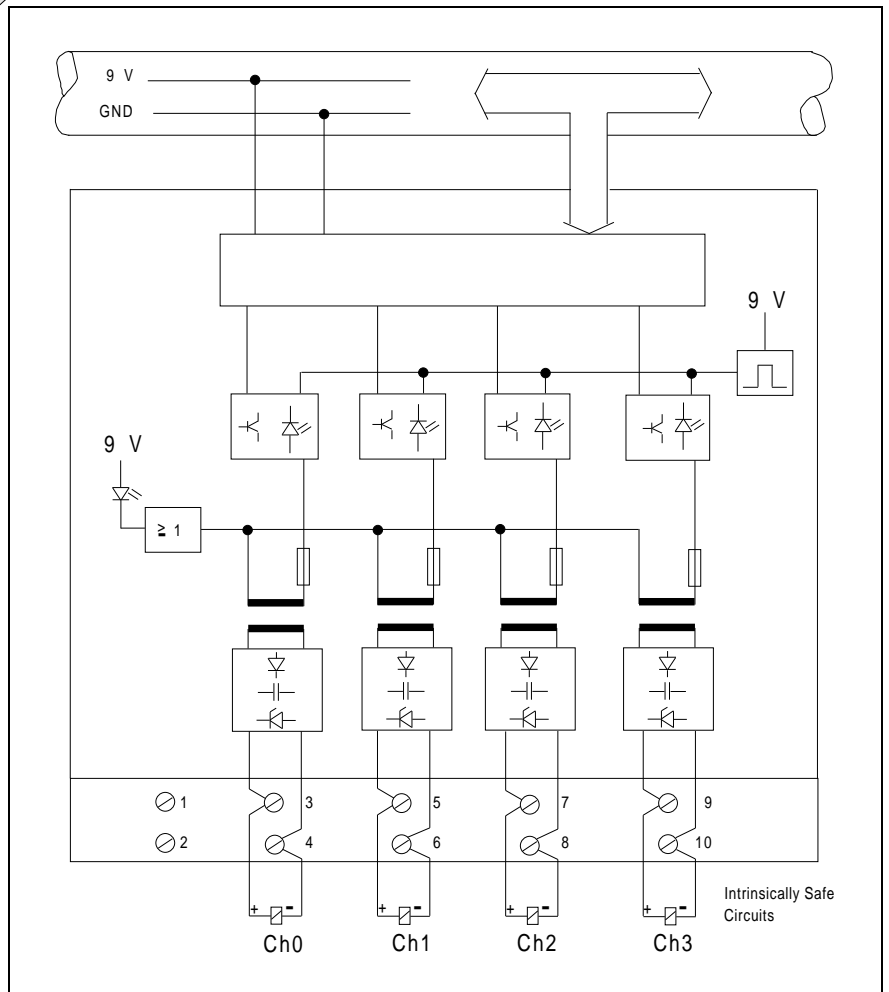 9 V
GND
9 V
9 V
≥ 1
1 3 5 7 9
2 4 6 8 10
Intrinsically Safe
Circuits
+ - + - + - + -
Ch0 Ch1 Ch2 Ch3